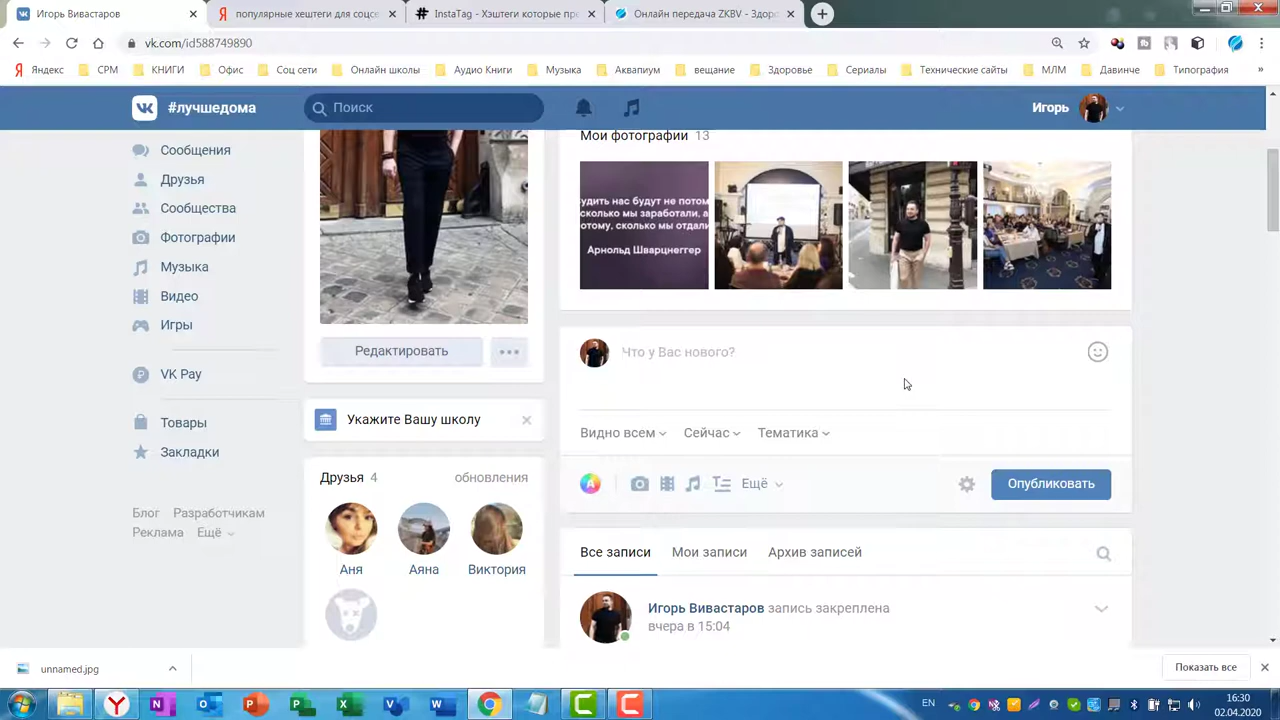 Игорь Вивастаров
популярные хештеги для соцсе
InstaTag - Хэштеги которые
Онлайн передача ZKBV - Здоро
vk.com/id588749890
Яндекс
СРМ
КНИГИ
Офис
Соц сети
Онлайн школы
Аудио Книги
Музыка
Аквапиум
вещание
Здоровье
Сериалы
Технические сайты
МЛМ
Давинче
Типография
»
#лучшедома
Поиск
Игорь
Сообщения
Друзья
Сообщества
Фотографии
Музыка
Видео
Игры
VK Pay
Товары
Закладки
Блог Разработчикам
Реклама Ещё
Редактировать
Укажите Вашу школу
Друзья 4 обновления
Аня
Аяна
Виктория
Мои фотографии 13
удить нас будут не потом
сколько мы заработали, а
отому, сколько мы отдали
Арнольд Шварцнеггер
Что у Вас нового?
Видно всем Сейчас Тематика
Ещё
Опубликовать
Все записи Мои записи Архив записей
Игорь Вивастаров запись закреплена
вчера в 15:04
unnamed.jpg
Показать все
EN
16:30
02.04.2020